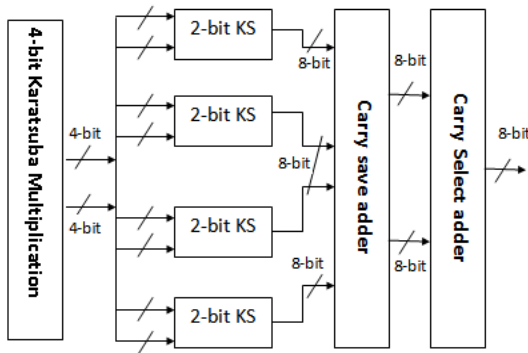 4-bit Karatsuba Multiplication
4-bit
4-bit
2-bit KS
2-bit KS
2-bit KS
2-bit KS
8-bit
8-bit
8-bit
Carry save adder
8-bit
8-bit
Carry Select adder
8-bit